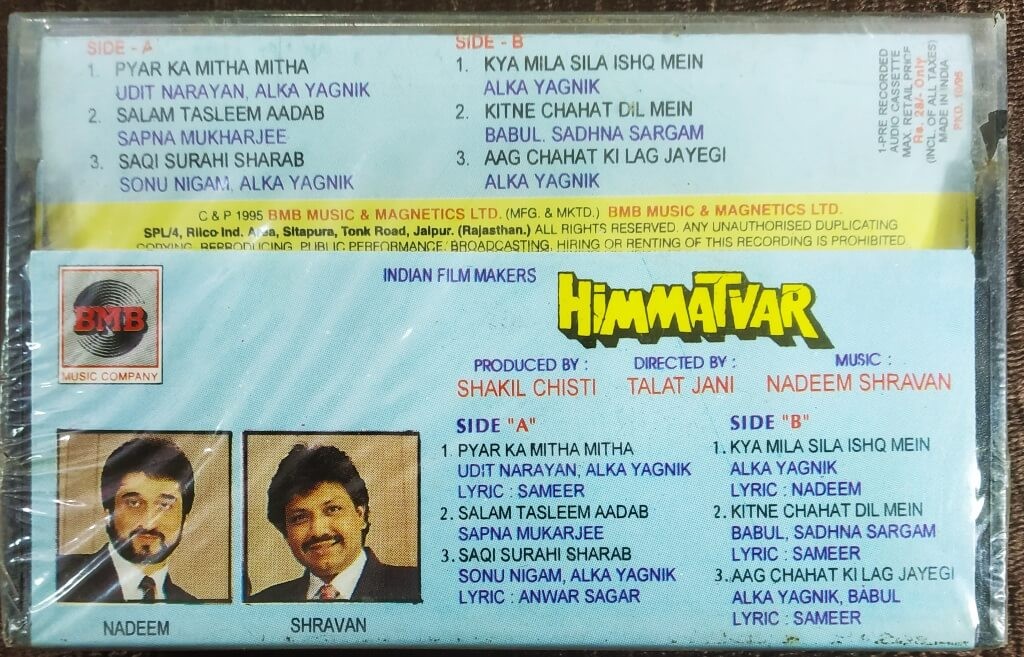 SIDE - A
1. PYAR KA MITHA MITHA
UDIT NARAYAN, ALKA YAGNIK
2. SALAM TASLEEM AADAB
SAPNA MUKHARJEE
3. SAQI SURAHI SHARAB
SONU NIGAM, ALKA YAGNIK
SIDE - B
1. KYA MILA SILA ISHQ MEIN
ALKA YAGNIK
2. KITNE CHAHAT DIL MEIN
BABUL, SADHNA SARGAM
3. AAG CHAHAT KI LAG JAYEGI
ALKA YAGNIK
1-PRE RECORDED
AUDIO CASSETTE
MAX RETAIL PRICE
Rs. 28/- Only
(INCL. OF ALL TAXES)
MADE IN INDIA
PKD. 10/95
C & P 1995 BMB MUSIC & MAGNETICS LTD. (MFG. & MKTD.) BMB MUSIC & MAGNETICS LTD.
SPL/4, Riico Ind. Area, Sitapura, Tonk Road, Jaipur. (Rajasthan.) ALL RIGHTS RESERVED. ANY UNAUTHORISED DUPLICATING
COPYING, REPRODUCING, PUBLIC PERFORMANCE, BROADCASTING, HIRING OR RENTING OF THIS RECORDING IS PROHIBITED.
BMB
MUSIC COMPANY
INDIAN FILM MAKERS
HIMMATVAR
PRODUCED BY :
SHAKIL CHISTI
DIRECTED BY :
TALAT JANI
MUSIC :
NADEEM SHRAVAN
SIDE "A"
1. PYAR KA MITHA MITHA
UDIT NARAYAN, ALKA YAGNIK
LYRIC : SAMEER
2. SALAM TASLEEM AADAB
SAPNA MUKARJEE
3. SAQI SURAHI SHARAB
SONU NIGAM, ALKA YAGNIK
LYRIC : ANWAR SAGAR
SIDE "B"
1. KYA MILA SILA ISHQ MEIN
ALKA YAGNIK
LYRIC : NADEEM
2. KITNE CHAHAT DIL MEIN
BABUL, SADHNA SARGAM
LYRIC : SAMEER
3. AAG CHAHAT KI LAG JAYEGI
ALKA YAGNIK, BABUL
LYRIC : SAMEER
NADEEM
SHRAVAN